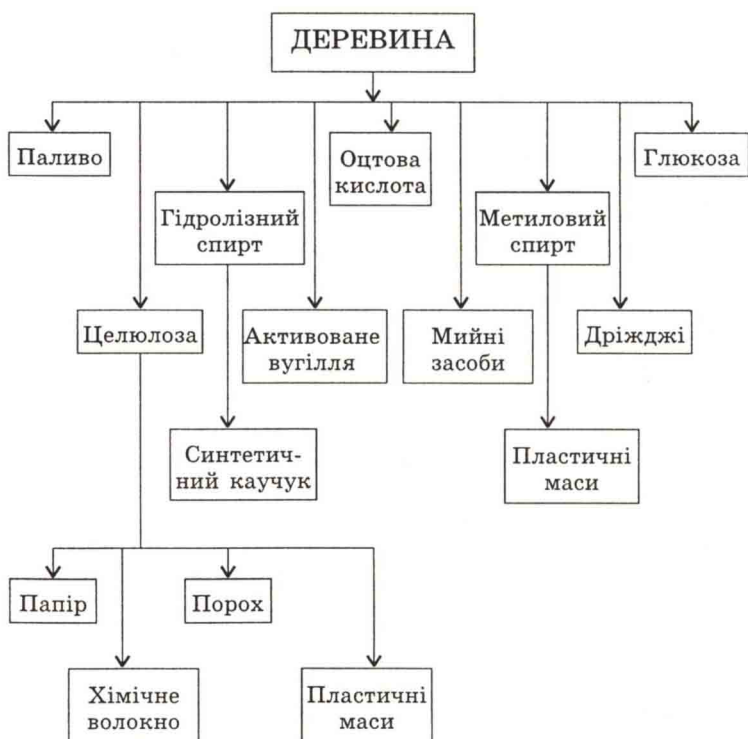 ДЕРЕВИНА
Паливо
Оцтова
кислота
Глюкоза
Гідролізний
спирт
Метиловий
спирт
Целюлоза
Активоване
вугілля
Мийні
засоби
Дріжджі
Синтетич-
ний каучук
Пластичні
маси
Папір
Порох
Хімічне
волокно
Пластичні
маси